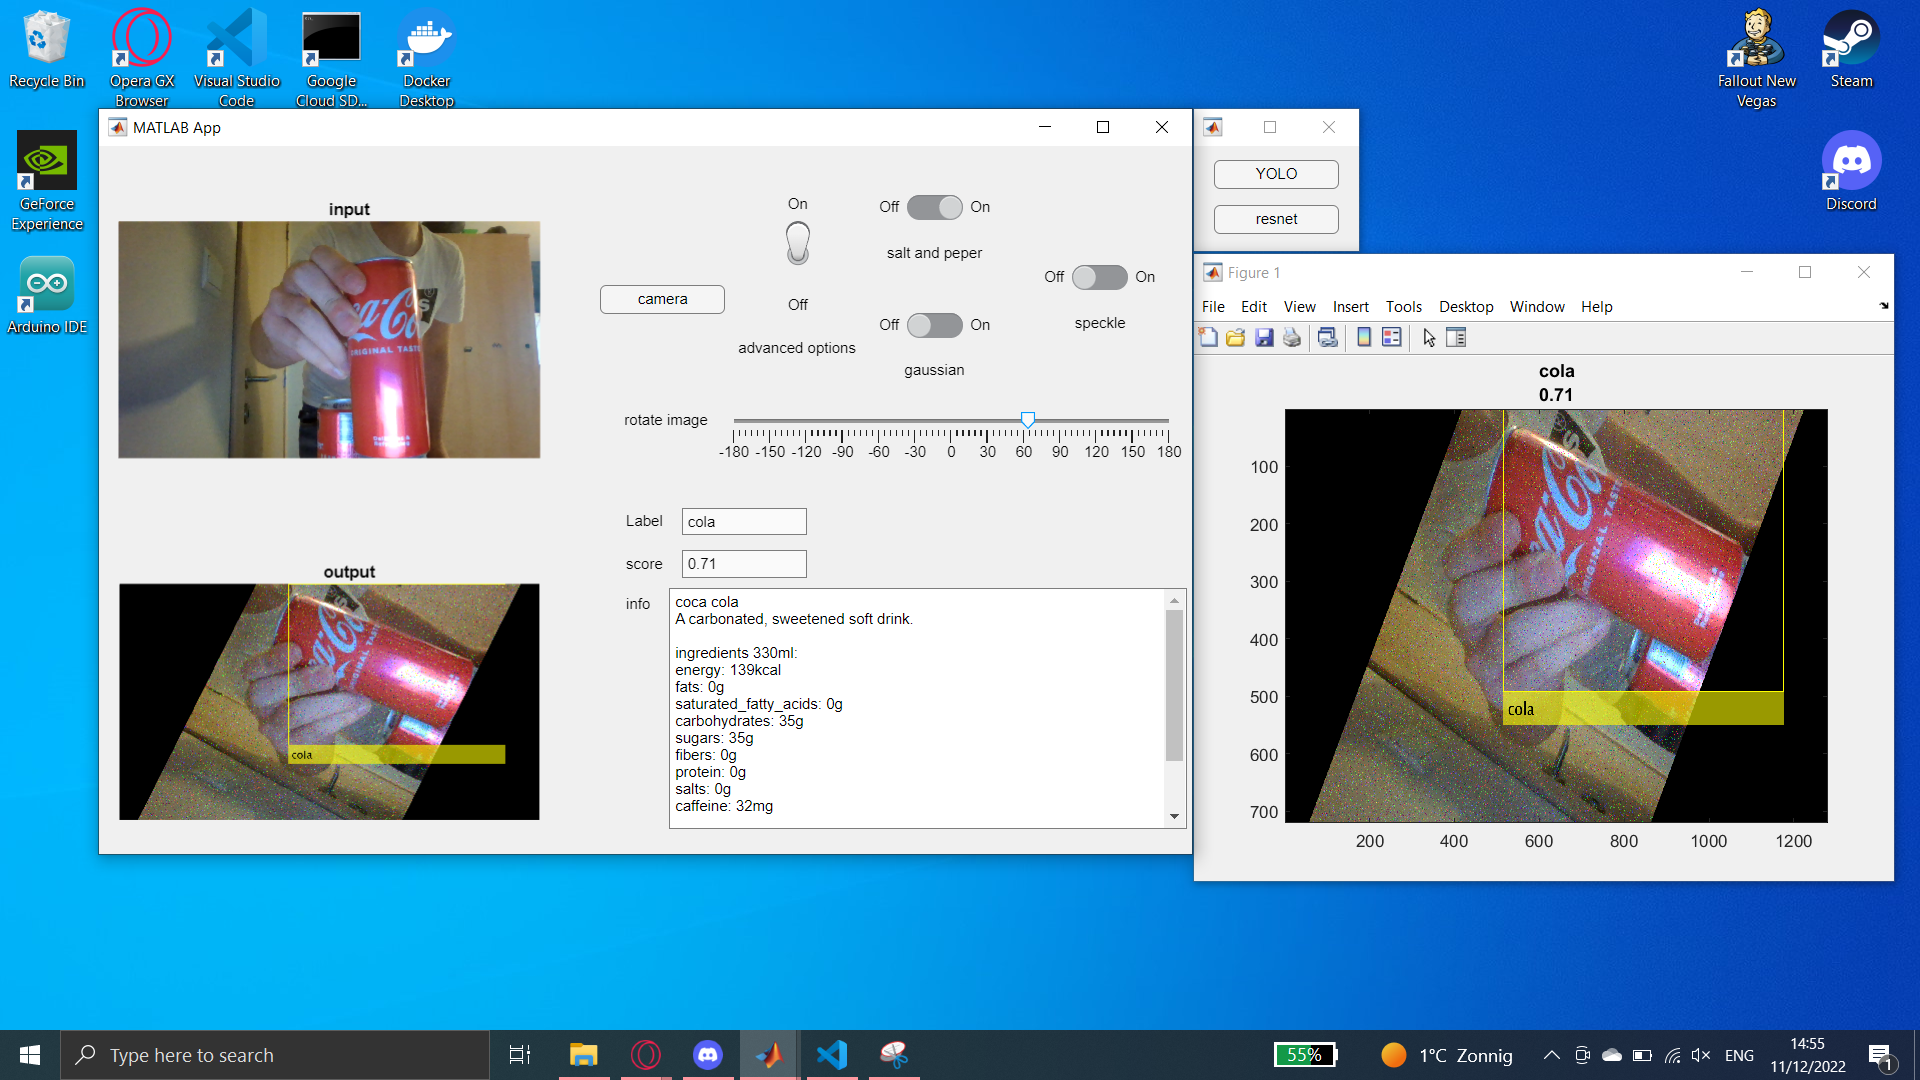 Recycle Bin
Opera GX
Browser
Visual Studio
Code
Google
Cloud SD...
Docker
Desktop
Fallout New
Vegas
Steam
GeForce
Experience
Discord
Arduino IDE
MATLAB App
input
ORIGINAL TASTE
camera
On
Off
advanced options
Off On
salt and peper
Off On
gaussian
Off On
speckle
rotate image
-180 -150 -120 -90 -60 -30 0 30 60 90 120 150 180
Label cola
score 0.71
info
coca cola
A carbonated, sweetened soft drink.
ingredients 330ml:
energy: 139kcal
fats: 0g
saturated_fatty_acids: 0g
carbohydrates: 35g
sugars: 35g
fibers: 0g
protein: 0g
salts: 0g
caffeine: 32mg
output
cola
YOLO
resnet
Figure 1
File Edit View Insert Tools Desktop Window Help
cola
0.71
ORIGINAL TASTE
cola
100
200
300
400
500
600
700
200 400 600 800 1000 1200
Type here to search
55%
1°C Zonnig
ENG
14:55
11/12/2022
1